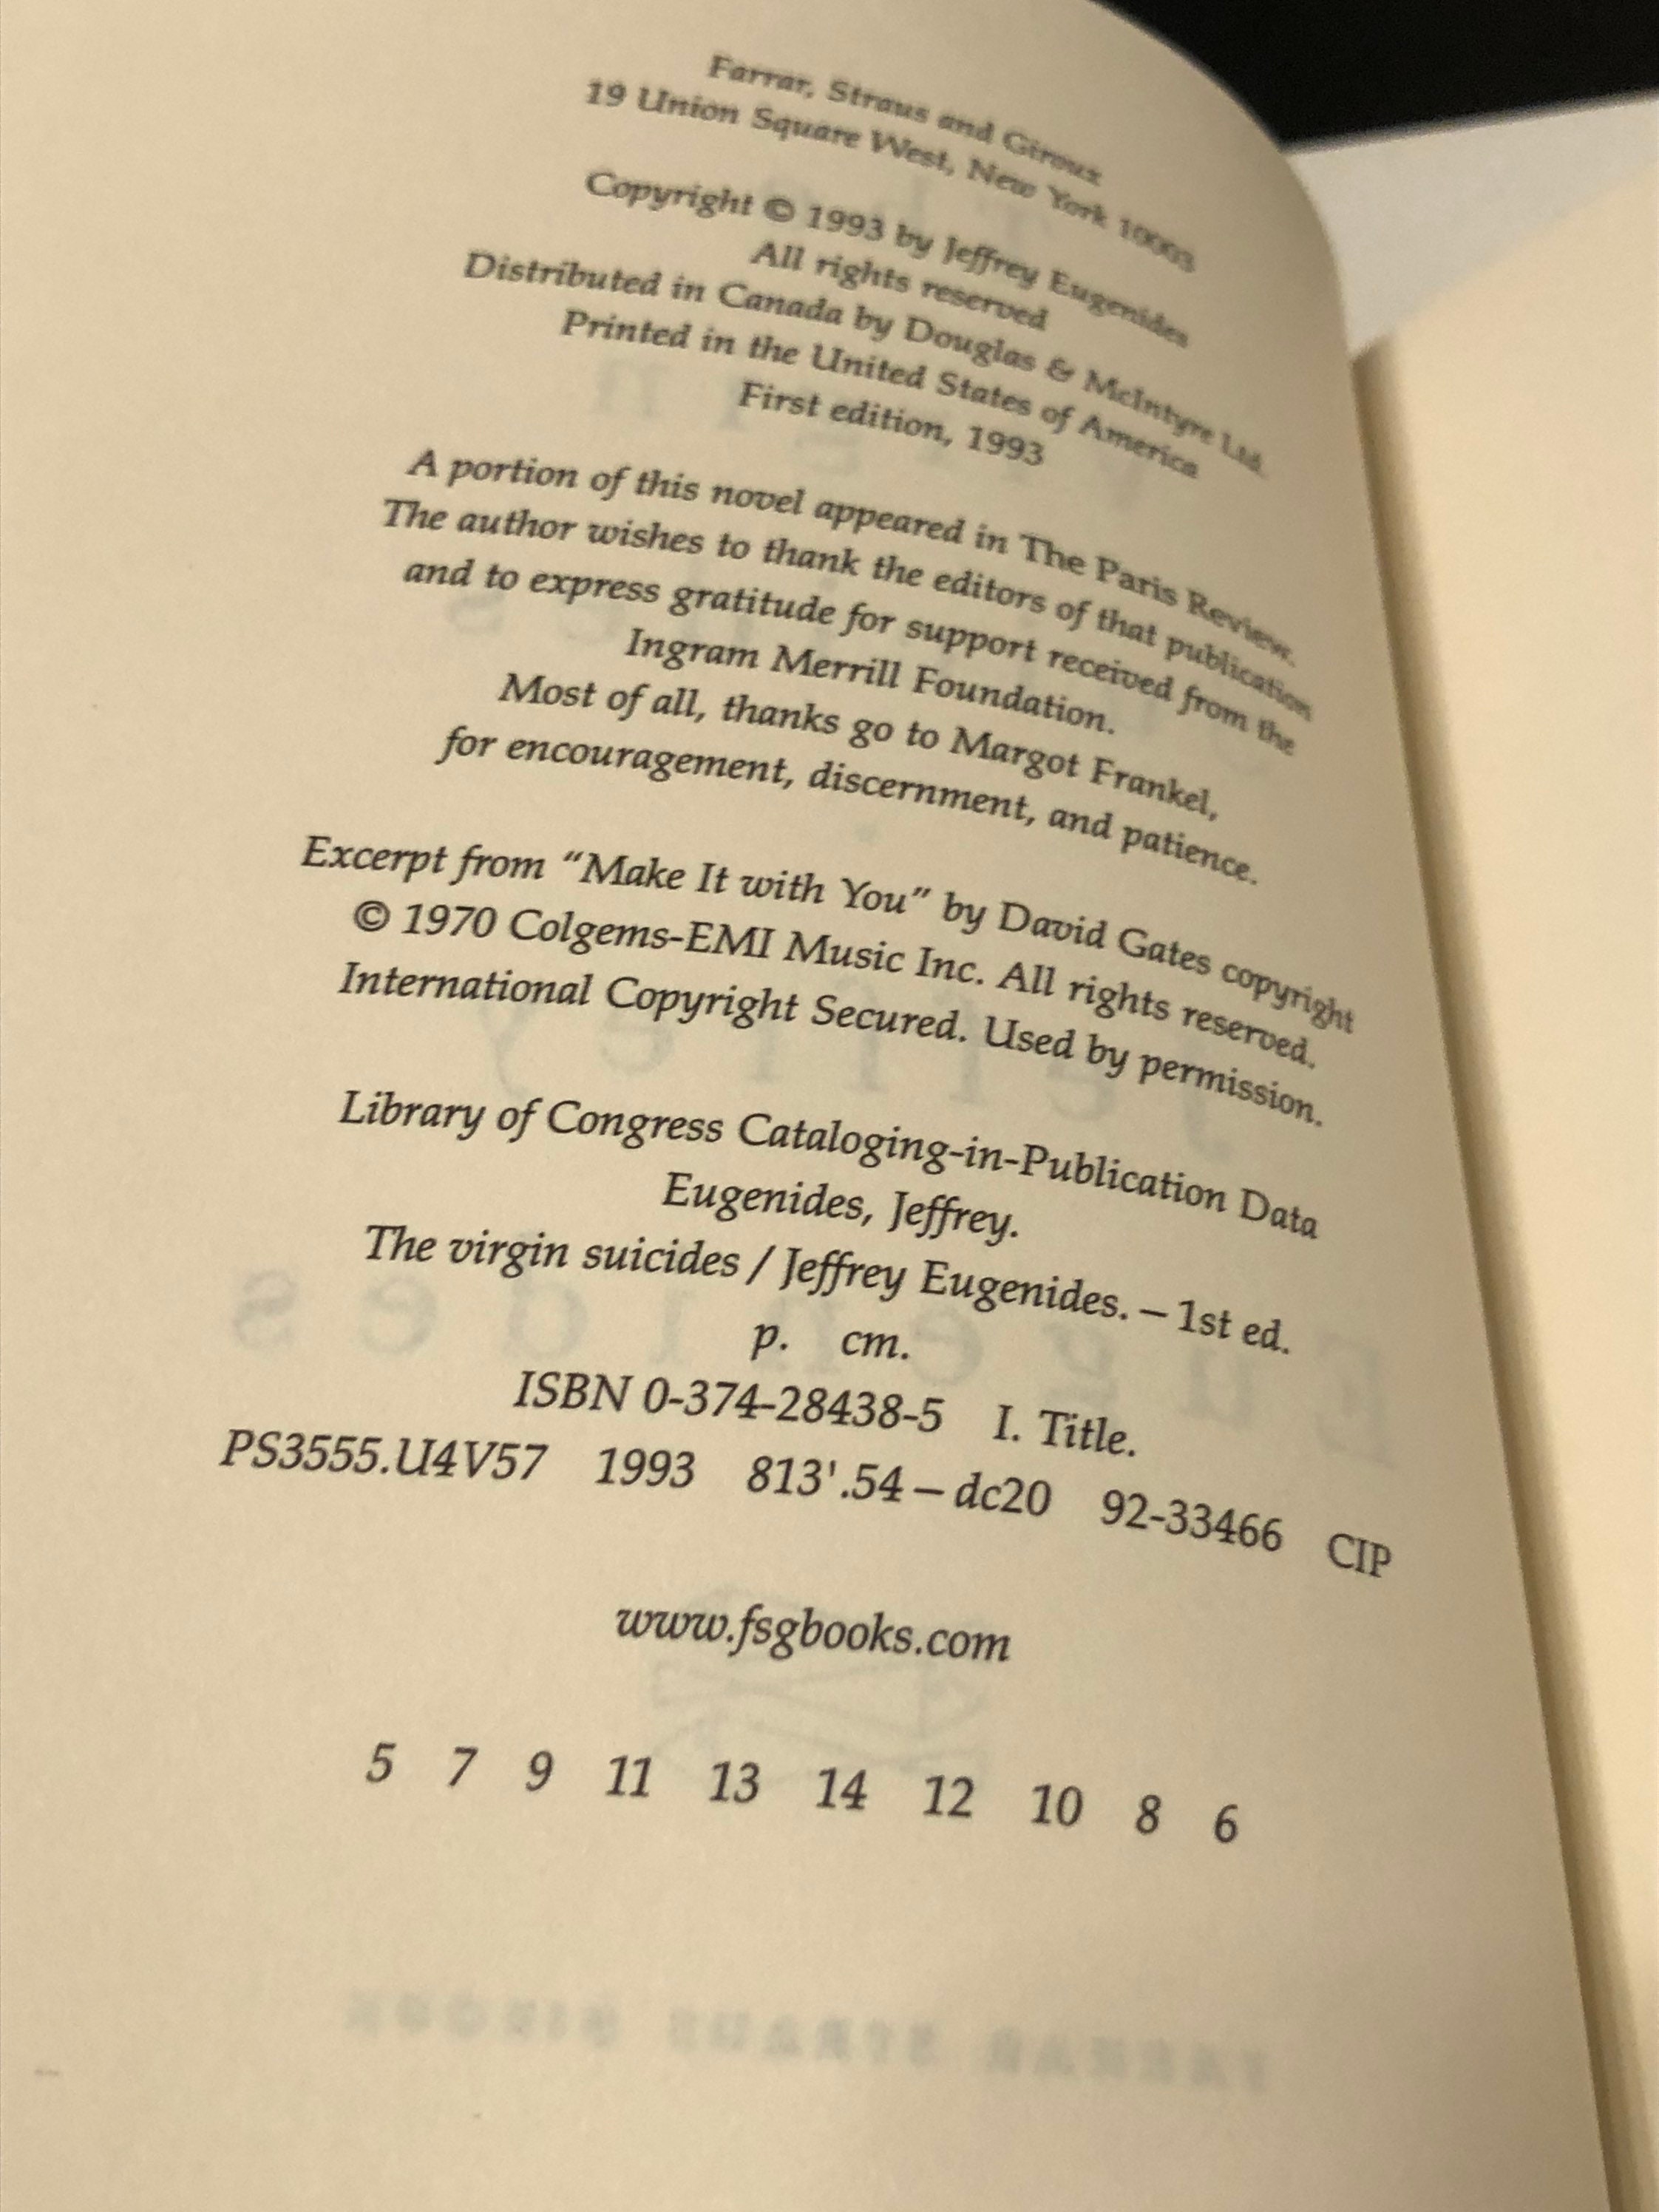 Farrar, Straus and Giroux
19 Union Square West, New York 10003
Copyright © 1993 by Jeffrey Eugenides
All rights reserved
Distributed in Canada by Douglas & McIntyre Ltd.
Printed in the United States of America
First edition, 1993
A portion of this novel appeared in The Paris Review.
The author wishes to thank the editors of that publication
and to express gratitude for support received from the
Ingram Merrill Foundation.
Most of all, thanks go to Margot Frankel,
for encouragement, discernment, and patience.
Excerpt from “Make It with You” by David Gates copyright
© 1970 Colgems-EMI Music Inc. All rights reserved.
International Copyright Secured. Used by permission.
Library of Congress Cataloging-in-Publication Data
Eugenides, Jeffrey.
The virgin suicides / Jeffrey Eugenides. — 1st ed.
p. cm.
ISBN 0-374-28438-5 I. Title.
PS3555.U4V57 1993 813'.54 — dc20 92-33466 CIP
www.fsgbooks.com
5 7 9 11 13 14 12 10 8 6